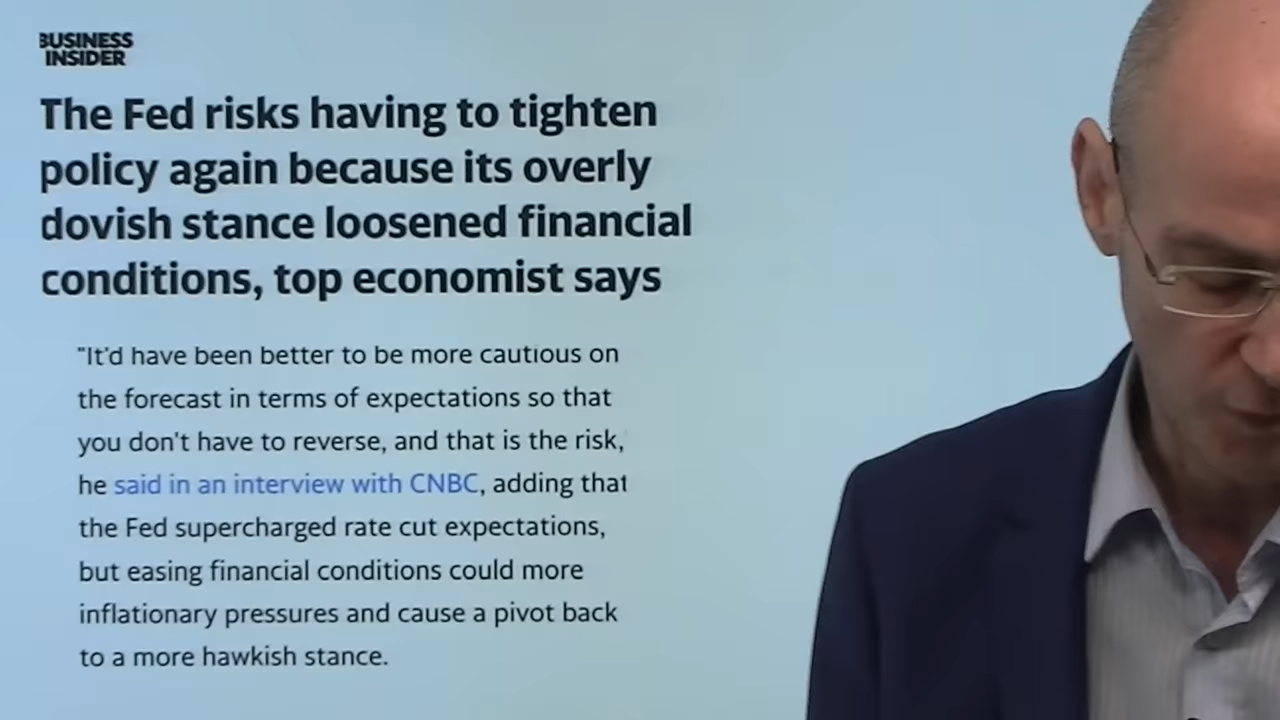 BUSINESS
INSIDER
The Fed risks having to tighten
policy again because its overly
dovish stance loosened financial
conditions, top economist says
"It'd have been better to be more cautious on
the forecast in terms of expectations so that
you don't have to reverse, and that is the risk,
he said in an interview with CNBC, adding that
the Fed supercharged rate cut expectations,
but easing financial conditions could more
inflationary pressures and cause a pivot back
to a more hawkish stance.